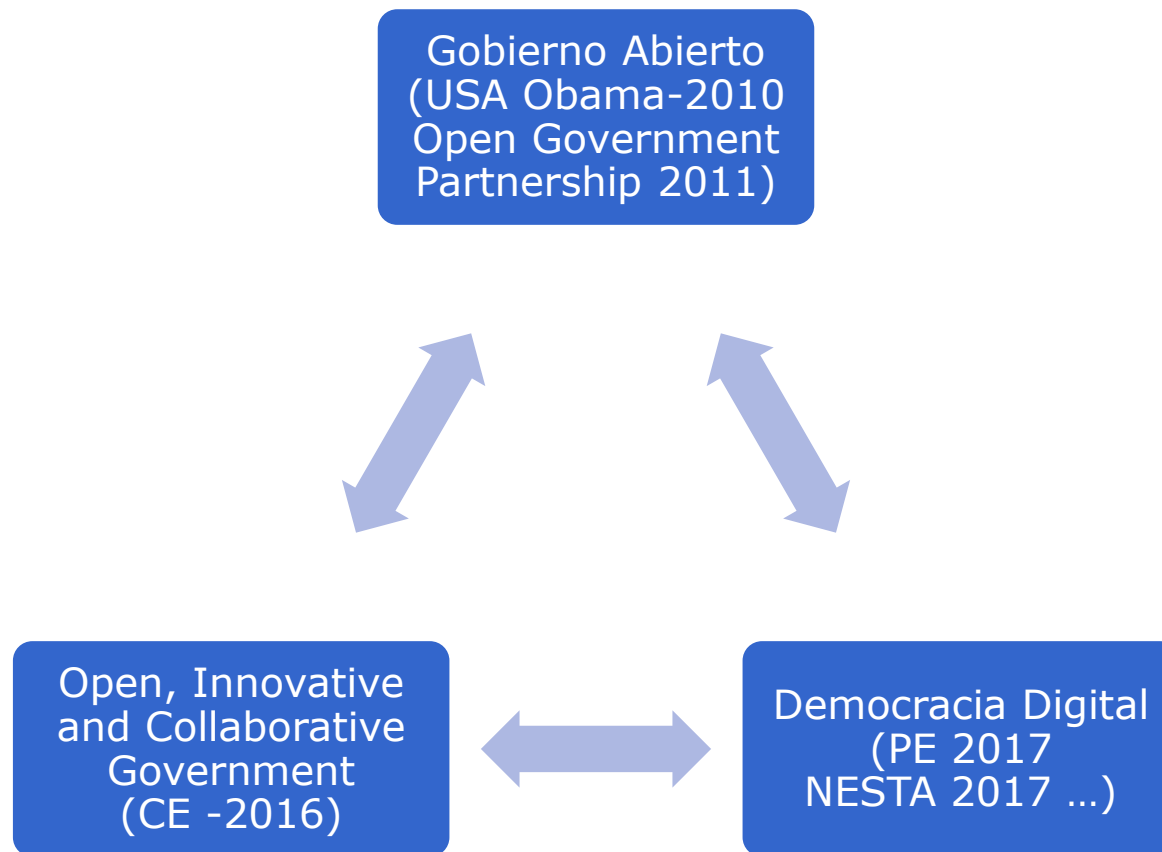 Gobierno Abierto
(USA Obama-2010
Open Government
Partnership 2011)
Open, Innovative
and Collaborative
Government
(CE -2016)
Democracia Digital
(PE 2017
NESTA 2017 …)